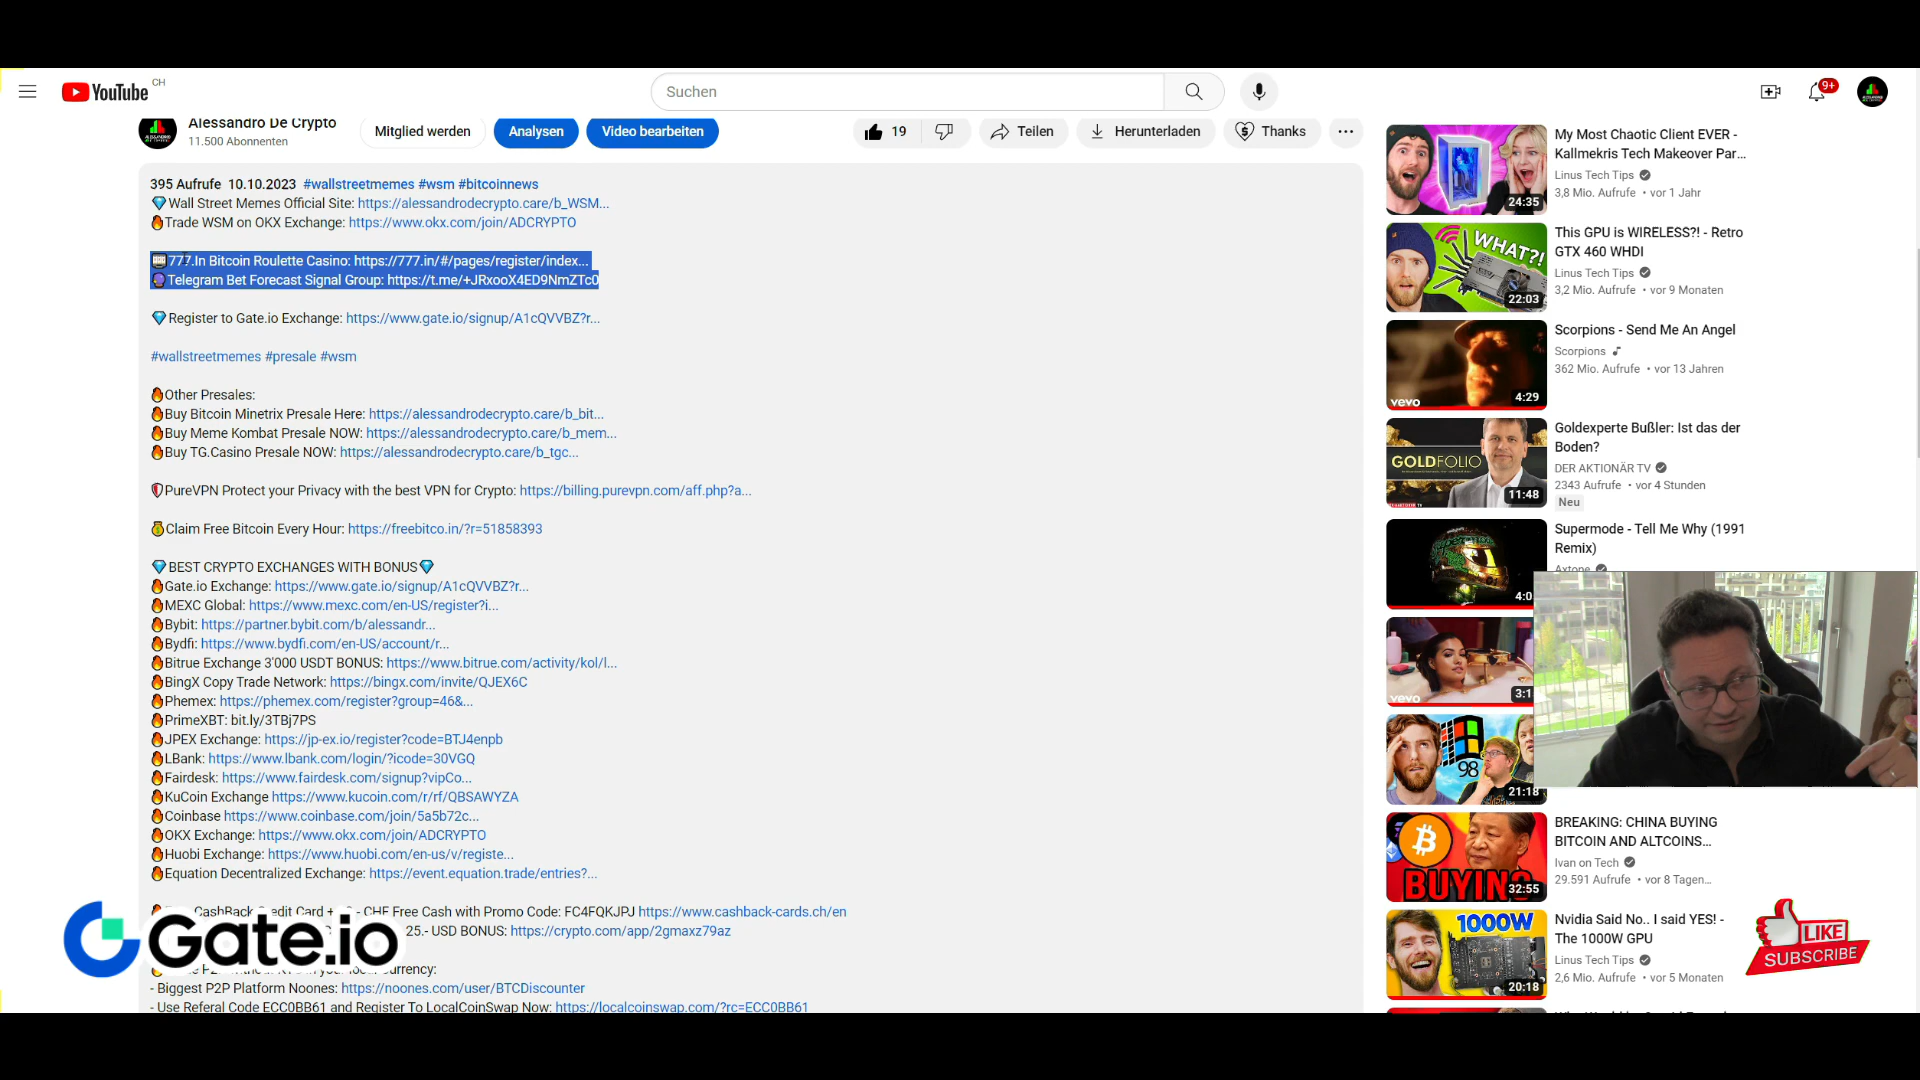 YouTube CH
Suchen
9+
Alessandro De Crypto
11.500 Abonnenten
Mitglied werden
Analysen
Video bearbeiten
19
Teilen
Herunterladen
Thanks
395 Aufrufe 10.10.2023 #wallstreetmemes #wsm #bitcoinnews
Wall Street Memes Official Site: https://alessandrodecrypto.care/b_WSM...
Trade WSM on OKX Exchange: https://www.okx.com/join/ADCRYPTO
777.In Bitcoin Roulette Casino: https://777.in/#/pages/register/index...
Telegram Bet Forecast Signal Group: https://t.me/+JRxooX4ED9NmZTc0
Register to Gate.io Exchange: https://www.gate.io/signup/A1cQVVBZ?r...
#wallstreetmemes #presale #wsm
Other Presales:
Buy Bitcoin Minetrix Presale Here: https://alessandrodecrypto.care/b_bit...
Buy Meme Kombat Presale NOW: https://alessandrodecrypto.care/b_mem...
Buy TG.Casino Presale NOW: https://alessandrodecrypto.care/b_tgc...
PureVPN Protect your Privacy with the best VPN for Crypto: https://billing.purevpn.com/aff.php?a...
Claim Free Bitcoin Every Hour: https://freebitco.in/?r=51858393
BEST CRYPTO EXCHANGES WITH BONUS
Gate.io Exchange: https://www.gate.io/signup/A1cQVVBZ?r...
MEXC Global: https://www.mexc.com/en-US/register?i...
Bybit: https://partner.bybit.com/b/alessandr...
Bydfi: https://www.bydfi.com/en-US/account/r...
Bitrue Exchange 3'000 USDT BONUS: https://www.bitrue.com/activity/kol/l...
BingX Copy Trade Network: https://bingx.com/invite/QJEX6C
Phemex: https://phemex.com/register?group=46&...
PrimeXBT: bit.ly/3TBj7PS
JPEX Exchange: https://jp-ex.io/register?code=BTJ4enpb
LBank: https://www.lbank.com/login/?icode=30VGQ
Fairdesk: https://www.fairdesk.com/signup?vipCo...
KuCoin Exchange https://www.kucoin.com/r/rf/QBSAWYZA
Coinbase https://www.coinbase.com/join/5a5b72c...
OKX Exchange: https://www.okx.com/join/ADCRYPTO
Huobi Exchange: https://www.huobi.com/en-us/v/registe...
Equation Decentralized Exchange: https://event.equation.trade/entries?...
CashBack Credit Card + - CHF Free Cash with Promo Code: FC4FQKJPJ https://www.cashback-cards.ch/en
25.- USD BONUS: https://crypto.com/app/2gmaxz79az
Gate.io
currency:
- Biggest P2P Platform Noones: https://noones.com/user/BTCDiscounter
- Use Referal Code ECC0BB61 and Register To LocalCoinSwap Now: https://localcoinswap.com/?rc=ECC0BB61
24:35
My Most Chaotic Client EVER -
Kallmekris Tech Makeover Par...
Linus Tech Tips
3,8 Mio. Aufrufe • vor 1 Jahr
WHAT?!
22:03
This GPU is WIRELESS?! - Retro
GTX 460 WHDI
Linus Tech Tips
3,2 Mio. Aufrufe • vor 9 Monaten
vevo
4:29
Scorpions - Send Me An Angel
Scorpions
362 Mio. Aufrufe • vor 13 Jahren
GOLDFOLIO
11:48
Goldexperte Bußler: Ist das der
Boden?
DER AKTIONÄR TV
2343 Aufrufe • vor 4 Stunden
Neu
4:0
Supermode - Tell Me Why (1991
Remix)
Axtone
vevo
3:1
98
21:18
BUYING
32:55
BREAKING: CHINA BUYING
BITCOIN AND ALTCOINS...
Ivan on Tech
29.591 Aufrufe • vor 8 Tagen...
1000W
20:18
Nvidia Said No.. I said YES! -
The 1000W GPU
Linus Tech Tips
2,6 Mio. Aufrufe • vor 5 Monaten
LIKE
SUBSCRIBE